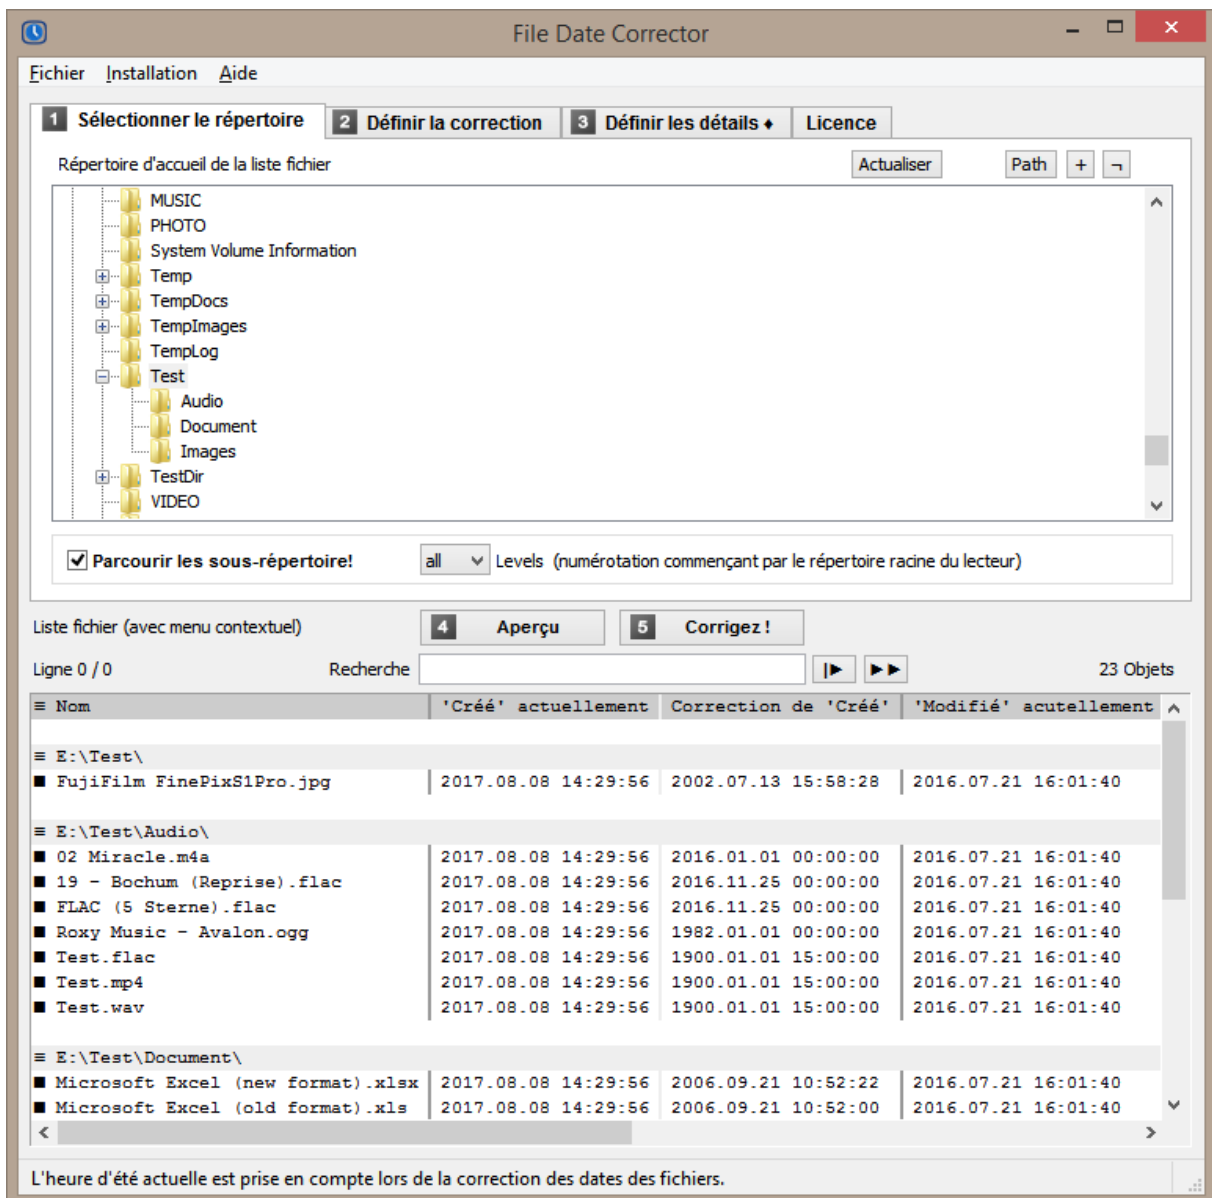 File Date Corrector
Fichier Installation Aide
1 Sélectionner le répertoire 2 Définir la correction 3 Définir les détails ♦ Licence
Répertoire d'accueil de la liste fichier Actualiser Path + ¬
MUSIC
PHOTO
System Volume Information
Temp
TempDocs
TempImages
TempLog
Test
Audio
Document
Images
TestDir
VIDEO
Parcourir les sous-répertoire! all Levels (numérotation commençant par le répertoire racine du lecteur)
Liste fichier (avec menu contextuel) 4 Aperçu 5 Corrigez !
Ligne 0 / 0 Recherche 23 Objets
≡ Nom 'Créé' actuellement Correction de 'Créé' 'Modifié' acutellement
≡ E:\Test\
■ FujiFilm FinePixS1Pro.jpg 2017.08.08 14:29:56 2002.07.13 15:58:28 2016.07.21 16:01:40
≡ E:\Test\Audio\
■ 02 Miracle.m4a 2017.08.08 14:29:56 2016.01.01 00:00:00 2016.07.21 16:01:40
■ 19 - Bochum (Reprise).flac 2017.08.08 14:29:56 2016.11.25 00:00:00 2016.07.21 16:01:40
■ FLAC (5 Sterne).flac 2017.08.08 14:29:56 2016.11.25 00:00:00 2016.07.21 16:01:40
■ Roxy Music - Avalon.ogg 2017.08.08 14:29:56 1982.01.01 00:00:00 2016.07.21 16:01:40
■ Test.flac 2017.08.08 14:29:56 1900.01.01 15:00:00 2016.07.21 16:01:40
■ Test.mp4 2017.08.08 14:29:56 1900.01.01 15:00:00 2016.07.21 16:01:40
■ Test.wav 2017.08.08 14:29:56 1900.01.01 15:00:00 2016.07.21 16:01:40
≡ E:\Test\Document\
■ Microsoft Excel (new format).xlsx 2017.08.08 14:29:56 2006.09.21 10:52:22 2016.07.21 16:01:40
■ Microsoft Excel (old format).xls 2017.08.08 14:29:56 2006.09.21 10:52:00 2016.07.21 16:01:40
L'heure d'été actuelle est prise en compte lors de la correction des dates des fichiers.